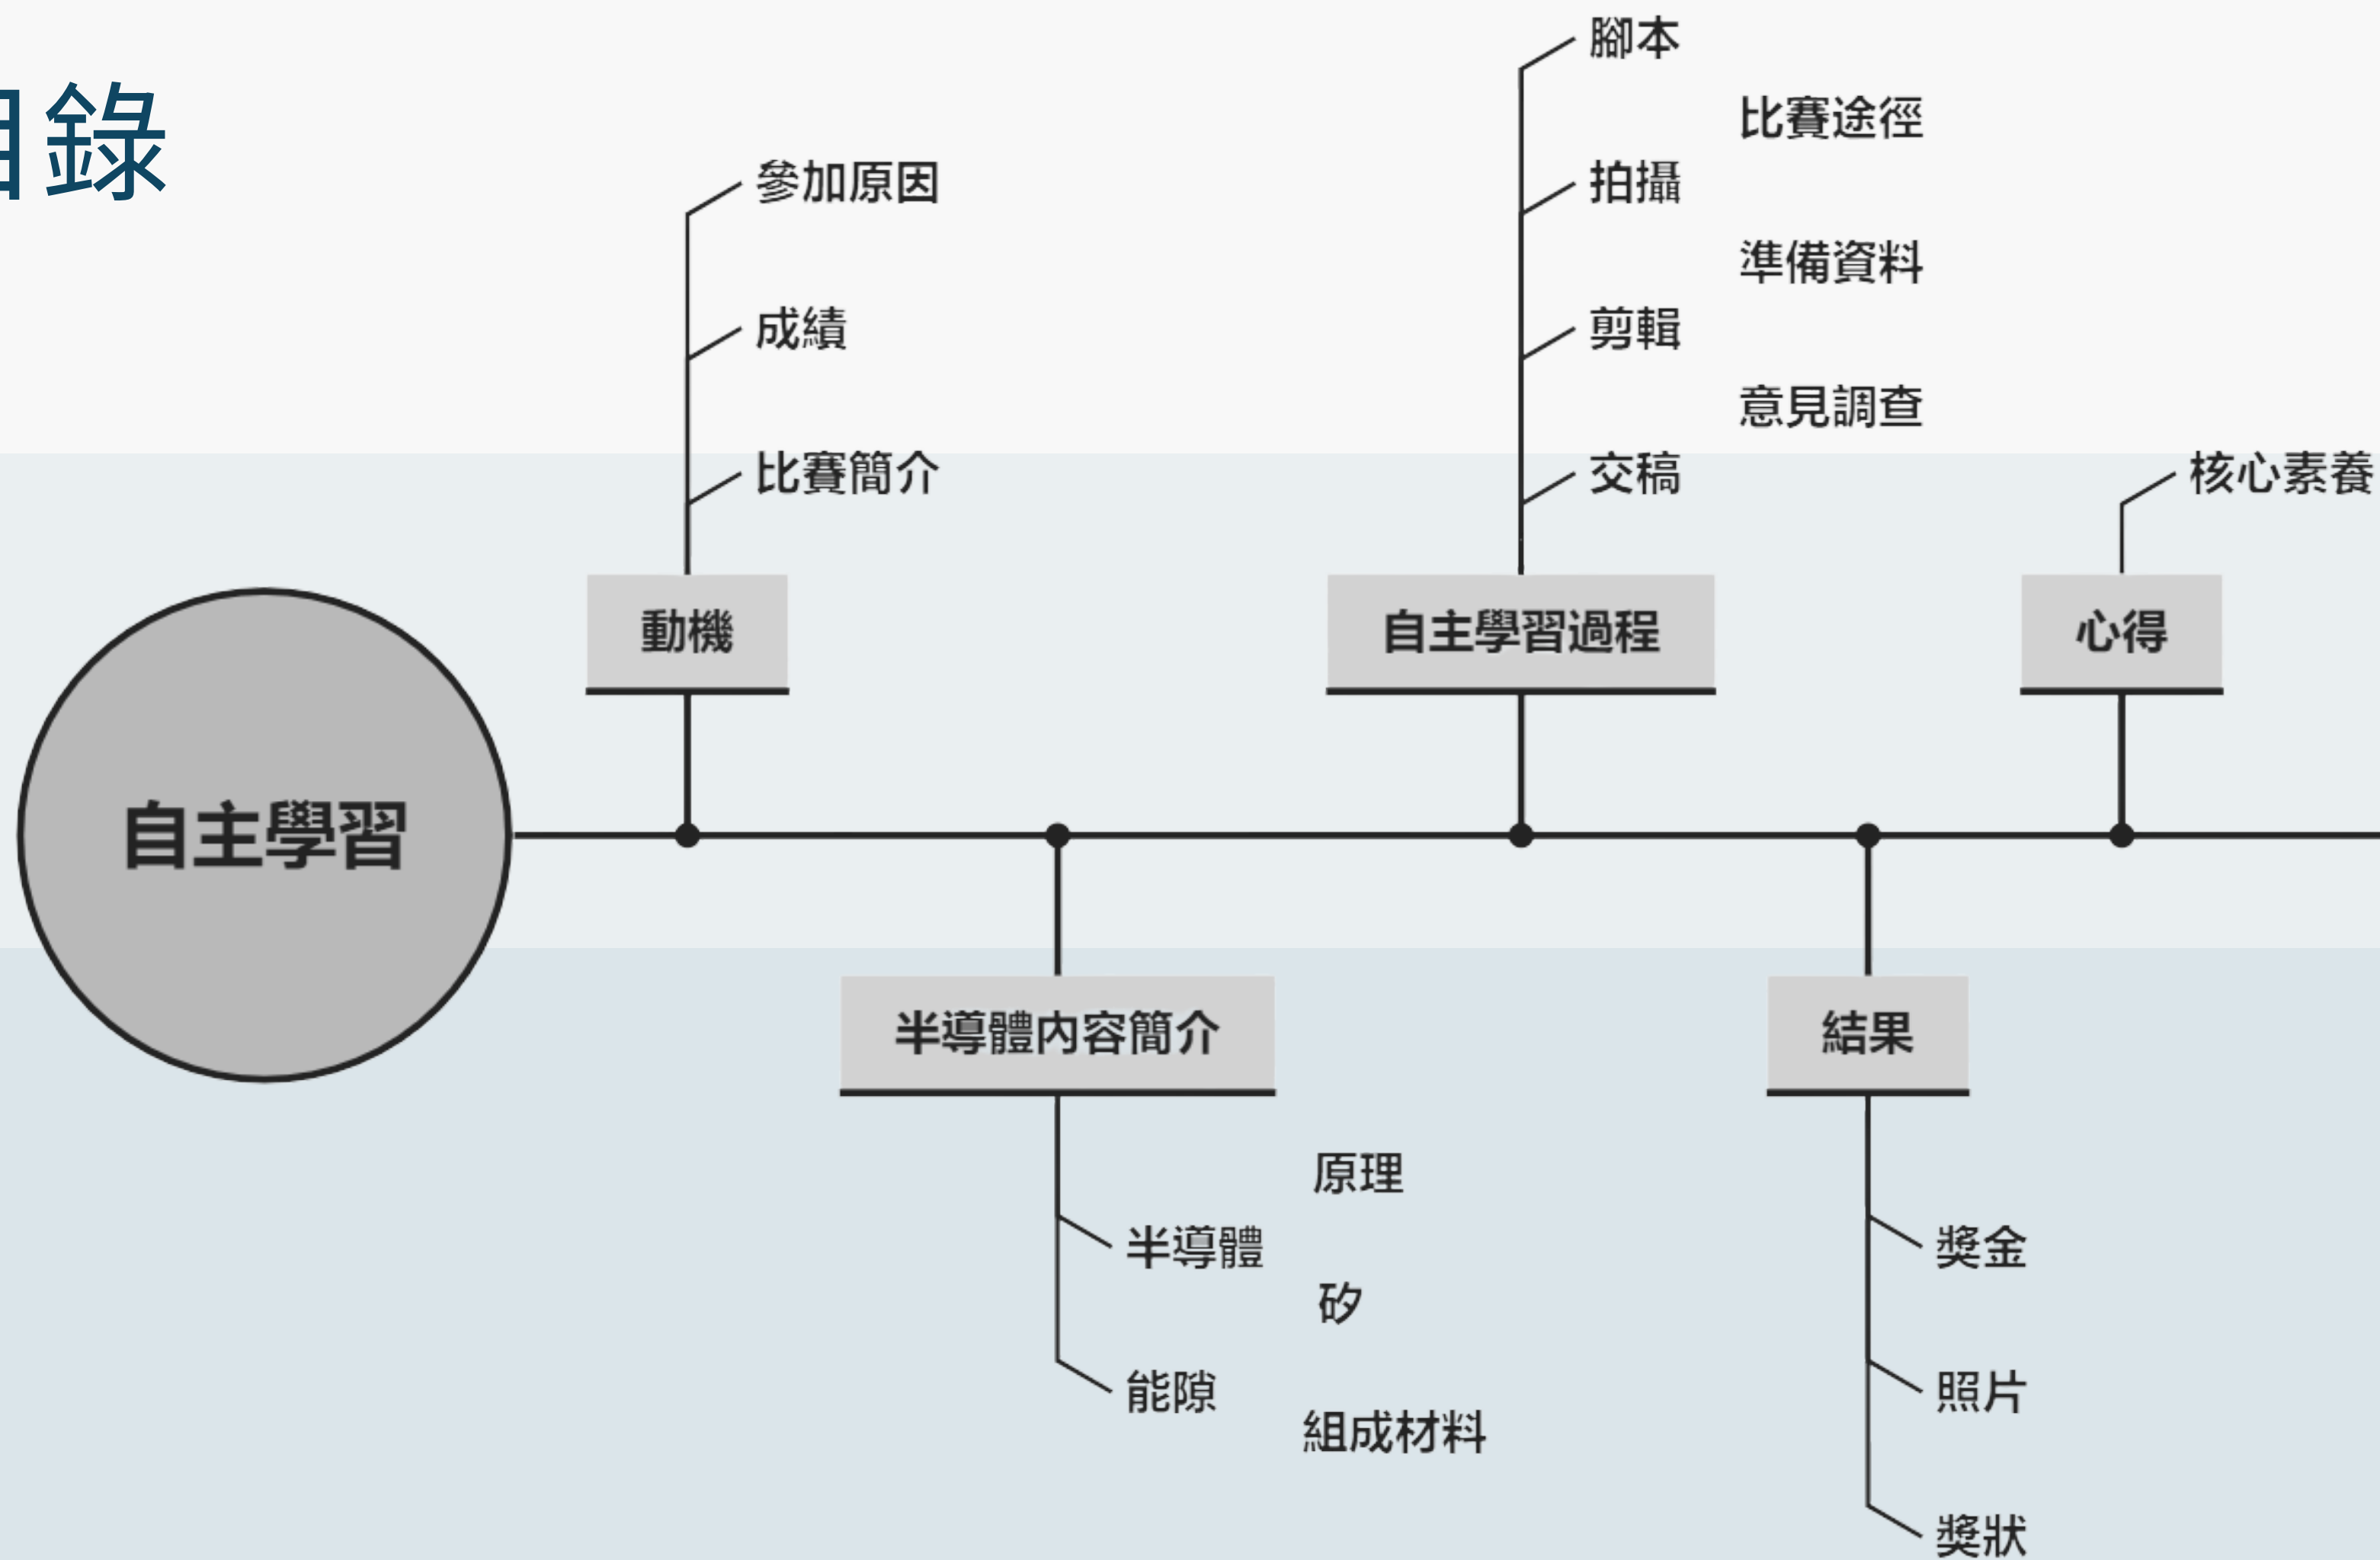 目錄
參加原因
成績
比賽簡介
動機
腳本
比賽途徑
拍攝
準備資料
剪輯
意見調查
交稿
自主學習過程
核心素養
心得
自主學習
半導體內容簡介
原理
半導體
矽
能隙
組成材料
結果
獎金
照片
獎狀